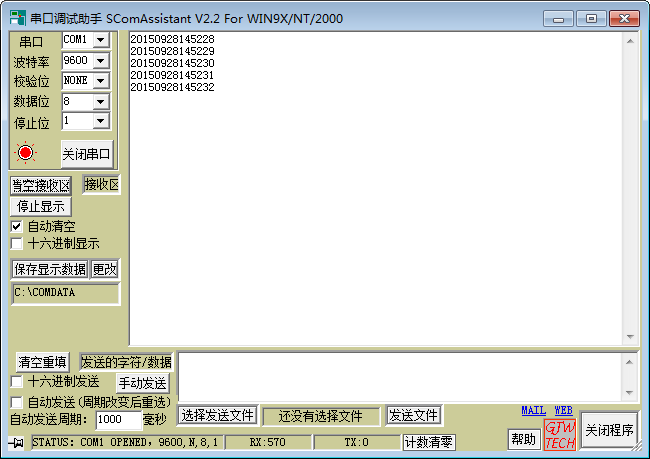 串口调试助手 SComAssistant V2.2 For WIN9X/NT/2000
串口 COM1
波特率 9600
校验位 NONE
数据位 8
停止位 1
关闭串口
清空接收区 接收区
停止显示
自动清空
十六进制显示
保存显示数据 更改
C:\COMDATA
20150928145228
20150928145229
20150928145230
20150928145231
20150928145232
清空重填 发送的字符/数据
十六进制发送 手动发送
自动发送(周期改变后重选)
自动发送周期: 1000 毫秒
选择发送文件 还没有选择文件 发送文件
MAIL WEB
STATUS: COM1 OPENED, 9600,N,8,1 RX:570 TX:0 计数清零
帮助 GJW TECH 关闭程序